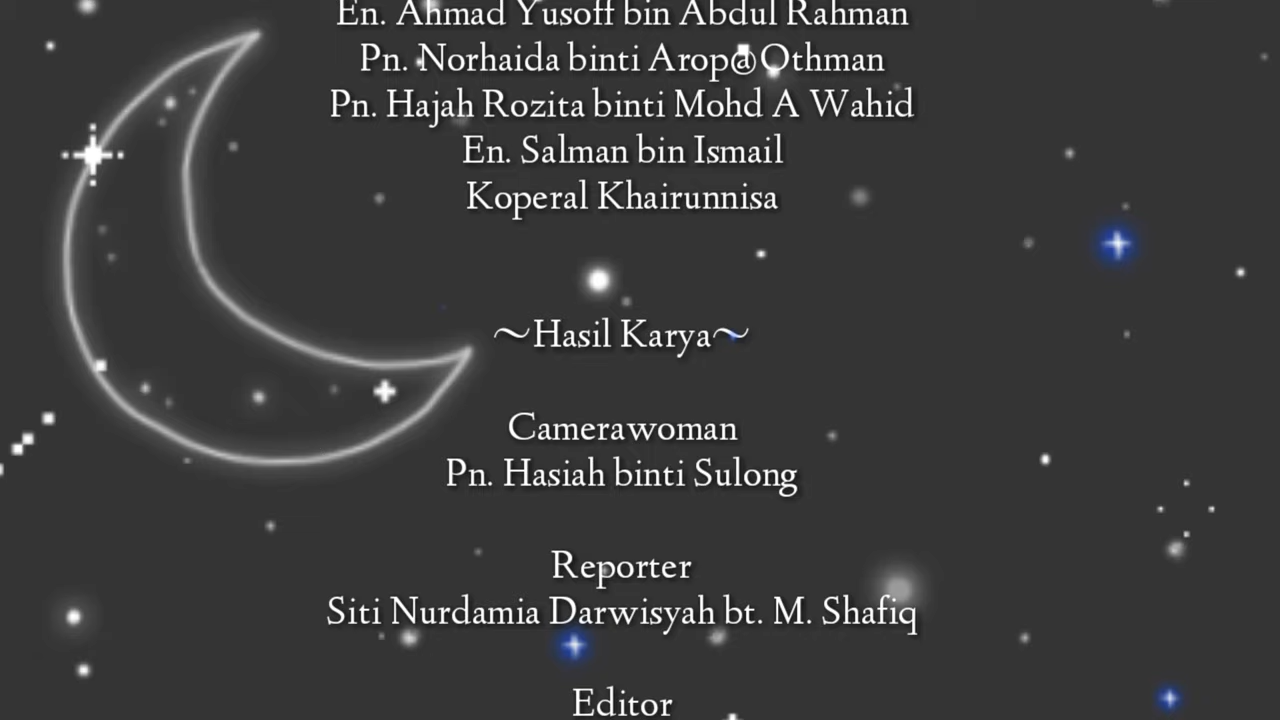 En. Ahmad Yusoff bin Abdul Rahman
Pn. Norhaida binti Arop@Othman
Pn. Hajah Rozita binti Mohd A Wahid
En. Salman bin Ismail
Koperal Khairunnisa
~Hasil Karya~
Camerawoman
Pn. Hasiah binti Sulong
Reporter
Siti Nurdamia Darwisyah bt. M. Shafiq
Editor